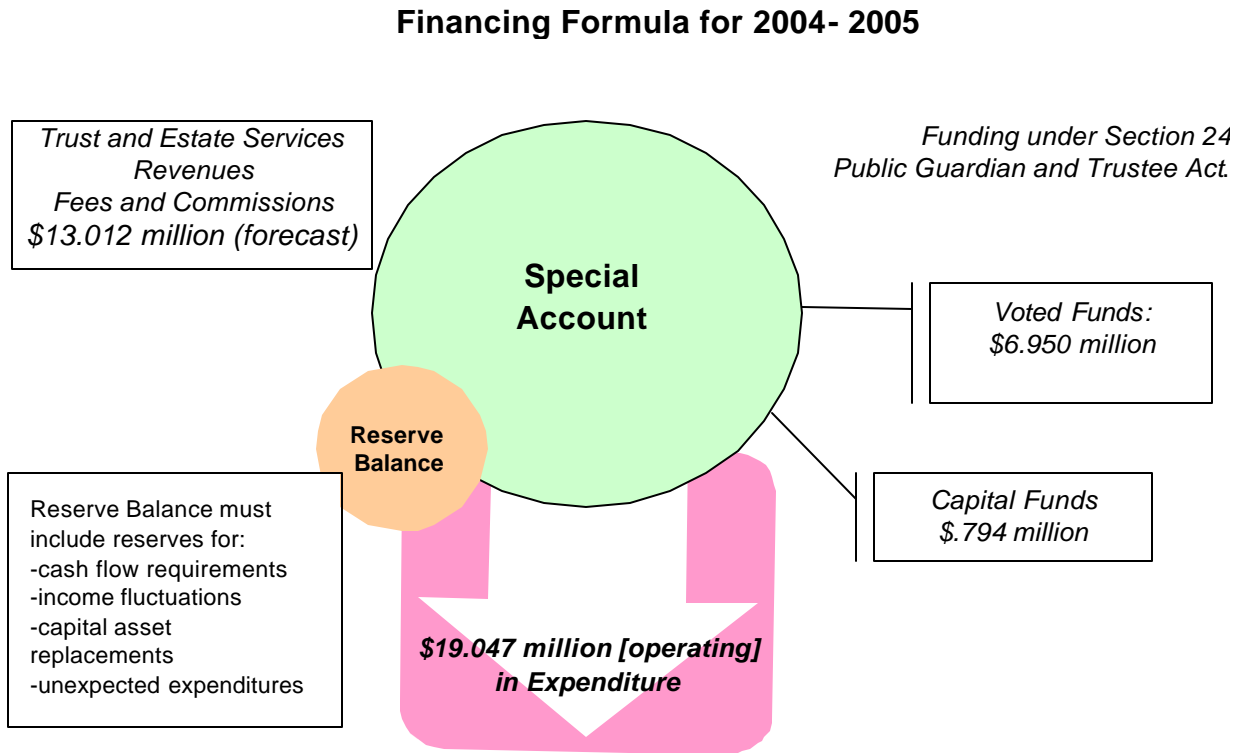 Financing Formula for 2004- 2005
Trust and Estate Services
Revenues
Fees and Commissions
$13.012 million (forecast)
Funding under Section 24
Public Guardian and Trustee Act.
Special
Account
Voted Funds:
$6.950 million
Reserve
Balance
Capital Funds
$.794 million
Reserve Balance must
include reserves for:
-cash flow requirements
-income fluctuations
-capital asset
replacements
-unexpected expenditures
$19.047 million [operating]
in Expenditure